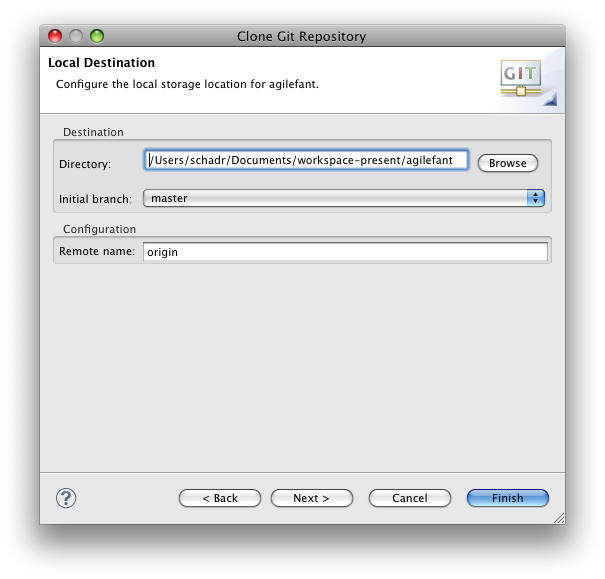 Clone Git Repository
Local Destination
Configure the local storage location for agilefant.
GIT
Destination
Directory: /Users/schadr/Documents/workspace-present/agilefant Browse
Initial branch: master
Configuration
Remote name: origin
? < Back Next > Cancel Finish